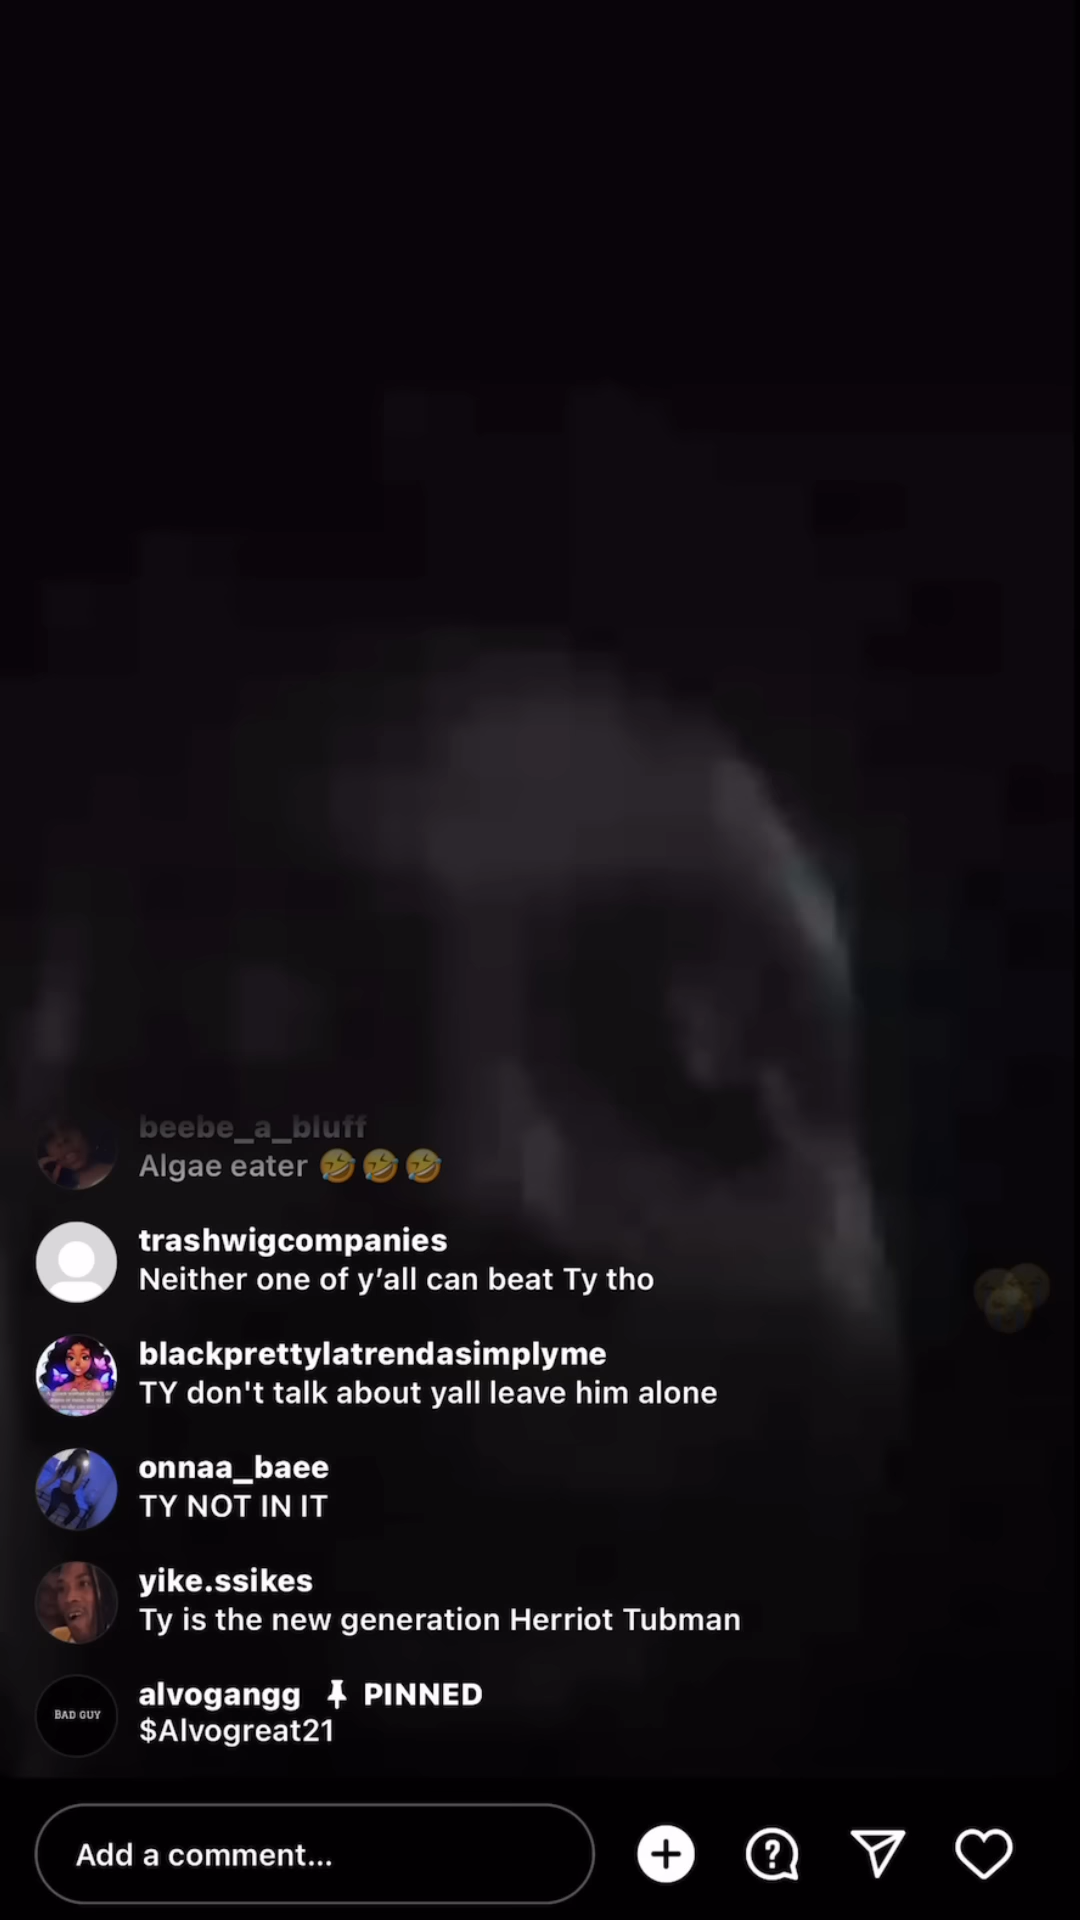 beebe_a_bluff
Algae eater 🤣🤣🤣
trashwigcompanies
Neither one of y’all can beat Ty tho
blackprettylatrendasimplyme
TY don't talk about yall leave him alone
onnaa_baee
TY NOT IN IT
yike.ssikes
Ty is the new generation Herriot Tubman
alvogangg PINNED
BAD GUY
$Alvogreat21
Add a comment...